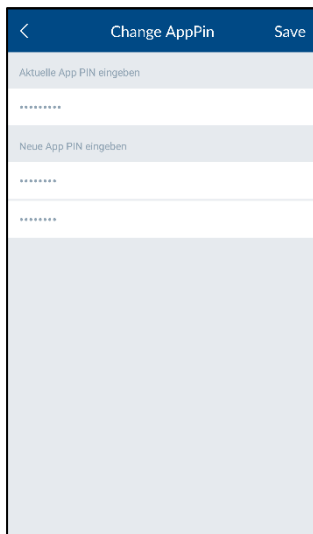 Change AppPin
Save
Aktuelle App PIN eingeben
•••••••••
Neue App PIN eingeben
••••••••
••••••••